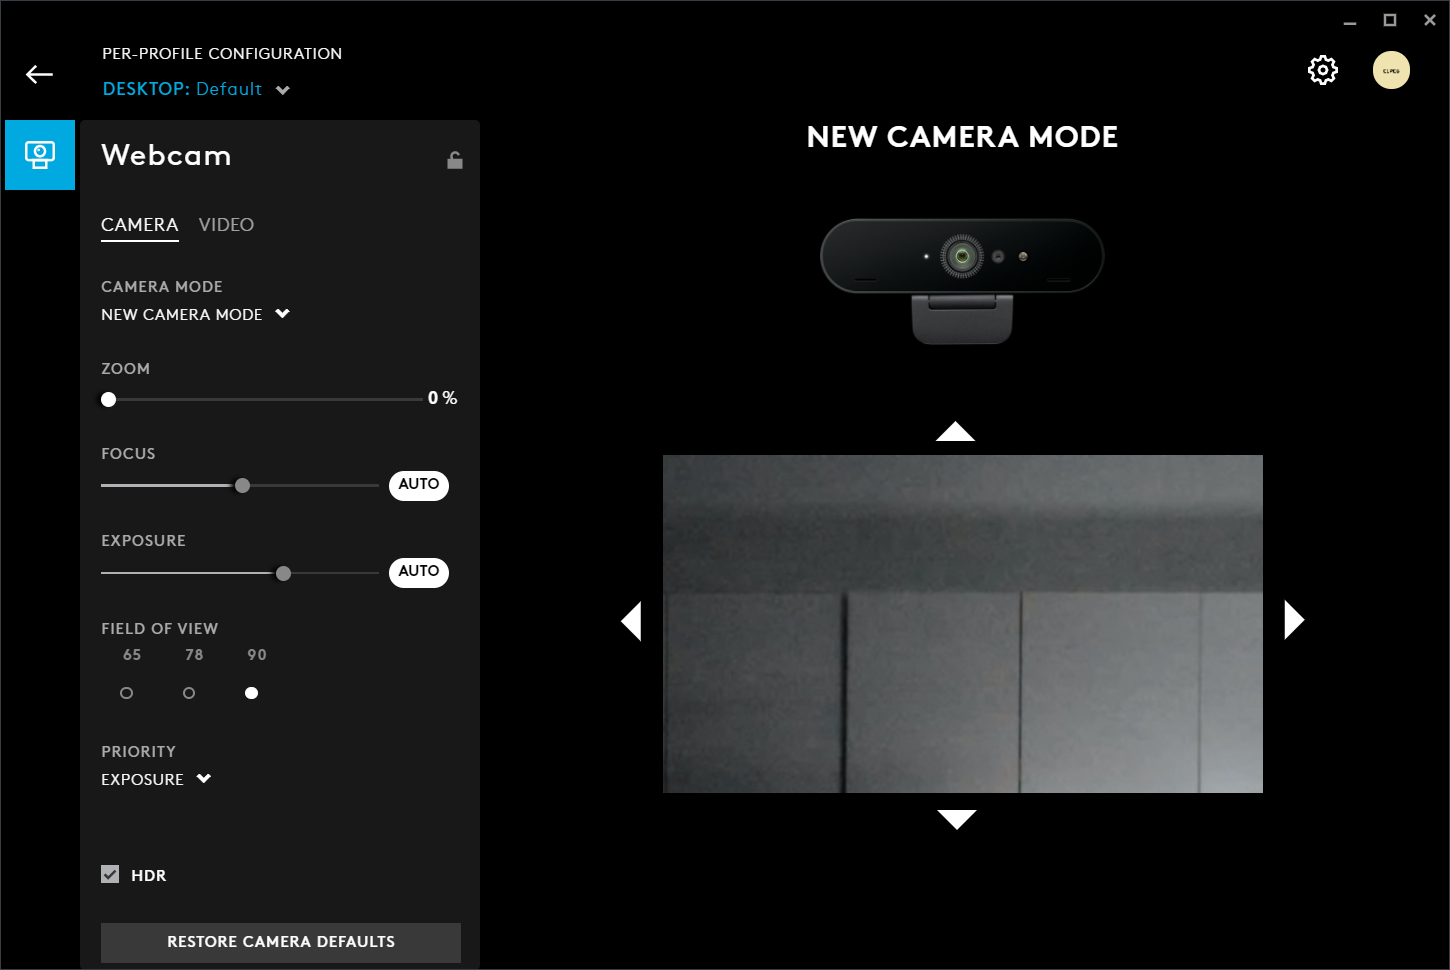 PER-PROFILE CONFIGURATION
DESKTOP: Default
Webcam
CAMERA VIDEO
CAMERA MODE
NEW CAMERA MODE
ZOOM
0 %
FOCUS
AUTO
EXPOSURE
AUTO
FIELD OF VIEW
65 78 90
PRIORITY
EXPOSURE
HDR
RESTORE CAMERA DEFAULTS
NEW CAMERA MODE